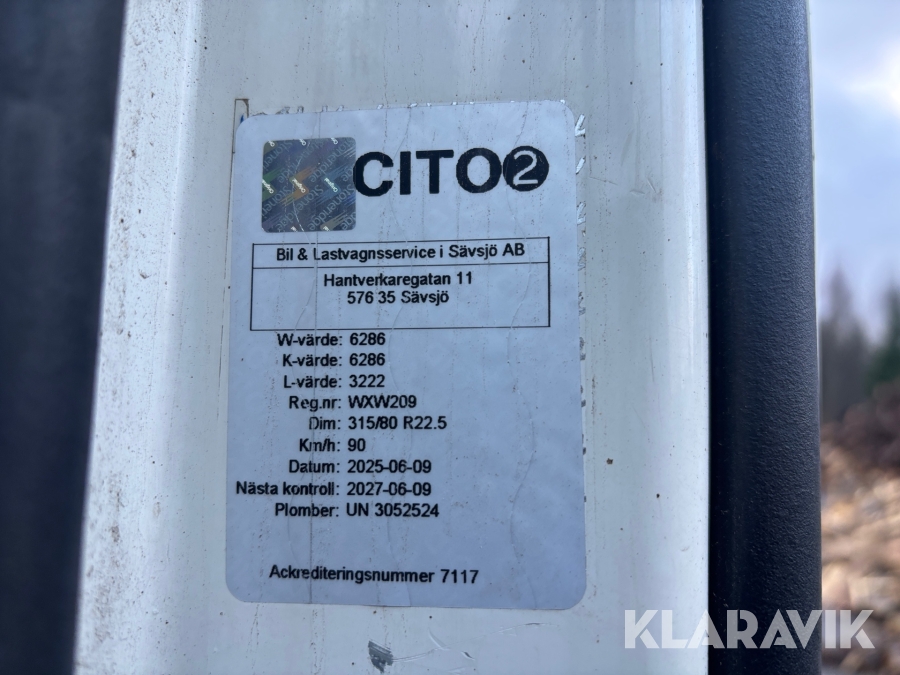 CITO2
Bil & Lastvagnsservice i Sävsjö AB
Hantverkaregatan 11
576 35 Sävsjö
W-värde: 6286
K-värde: 6286
L-värde: 3222
Reg.nr: WXW209
Dim: 315/80 R22.5
Km/h: 90
Datum: 2025-06-09
Nästa kontroll: 2027-06-09
Plomber: UN 3052524
Ackrediteringsnummer 7117
KLARAVIK